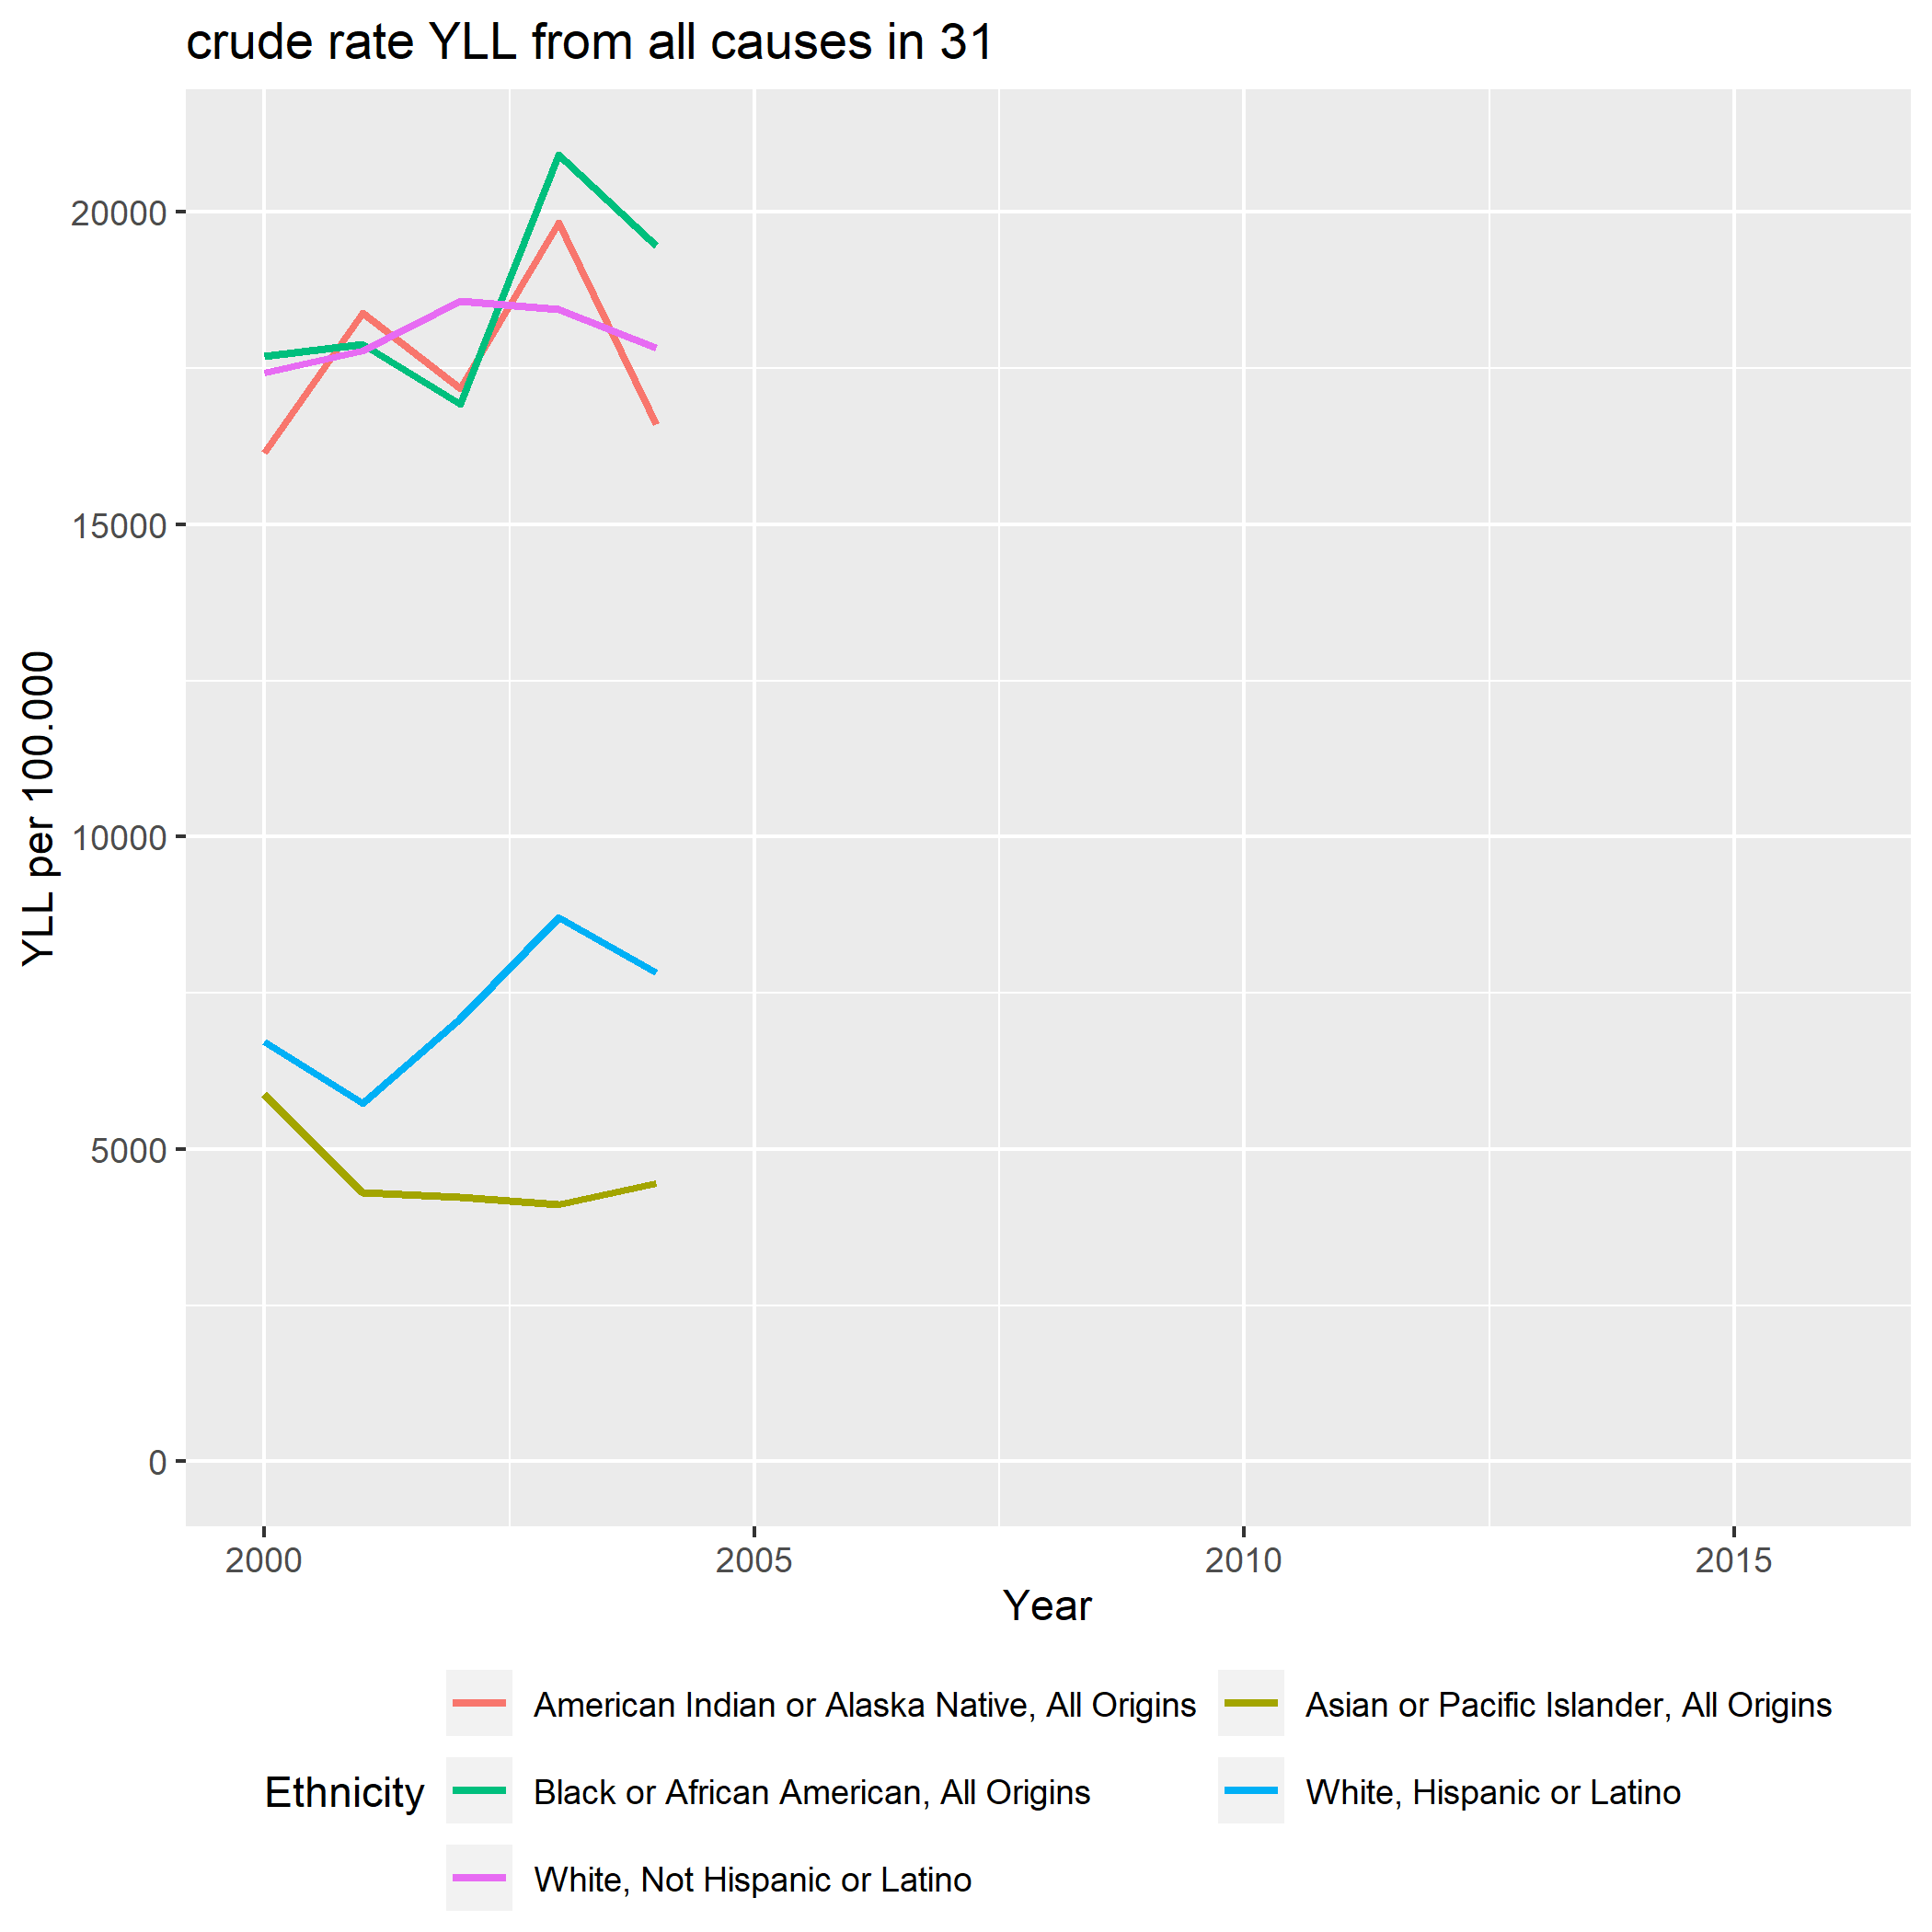 crude rate YLL from all causes in 31
YLL per 100.000
20000
15000
10000
5000
0
2000 2005 2010 2015
Year
Ethnicity
American Indian or Alaska Native, All Origins
Asian or Pacific Islander, All Origins
Black or African American, All Origins
White, Hispanic or Latino
White, Not Hispanic or Latino